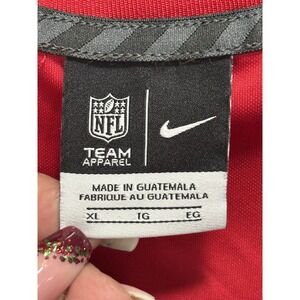 NFL
TEAM
APPAREL
MADE IN GUATEMALA
FABRIQUÉ AU GUATEMALA
XL TG EG